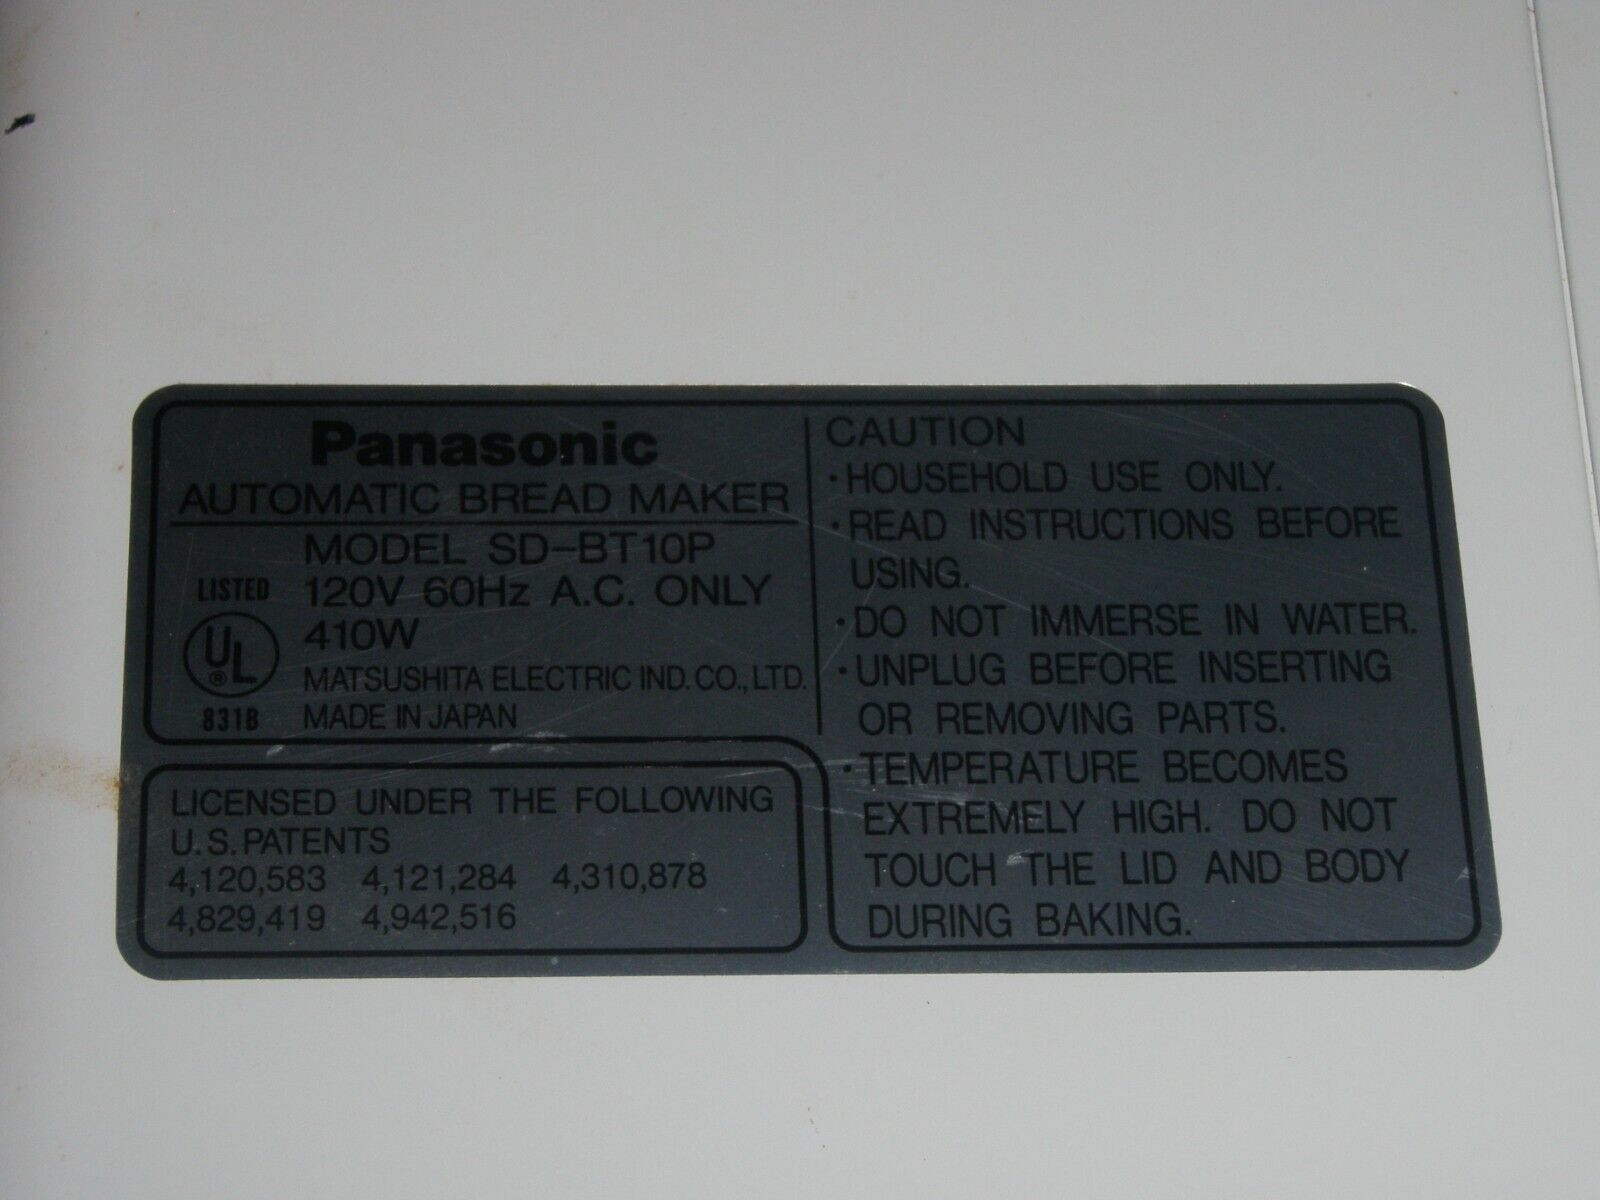 Panasonic
AUTOMATIC BREAD MAKER
MODEL SD-BT10P
LISTED
120V 60Hz A.C. ONLY
UL
®
410W
MATSUSHITA ELECTRIC IND. CO., LTD.
831B
MADE IN JAPAN
LICENSED UNDER THE FOLLOWING
U.S. PATENTS
4,120,583 4,121,284 4,310,878
4,829,419 4,942,516
CAUTION
·HOUSEHOLD USE ONLY.
·READ INSTRUCTIONS BEFORE
USING.
·DO NOT IMMERSE IN WATER.
·UNPLUG BEFORE INSERTING
OR REMOVING PARTS.
·TEMPERATURE BECOMES
EXTREMELY HIGH. DO NOT
TOUCH THE LID AND BODY
DURING BAKING.